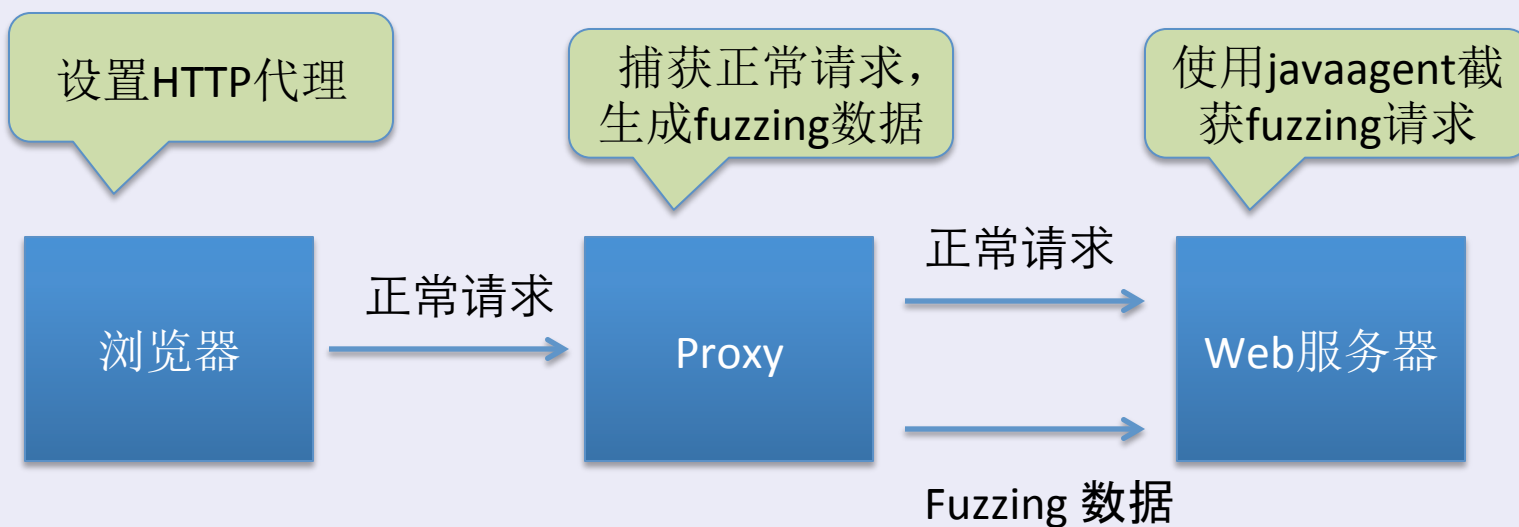 设置HTTP代理
捕获正常请求，
生成fuzzing数据
使用javaagent截
获fuzzing请求
浏览器
正常请求
Proxy
正常请求
Fuzzing 数据
Web服务器